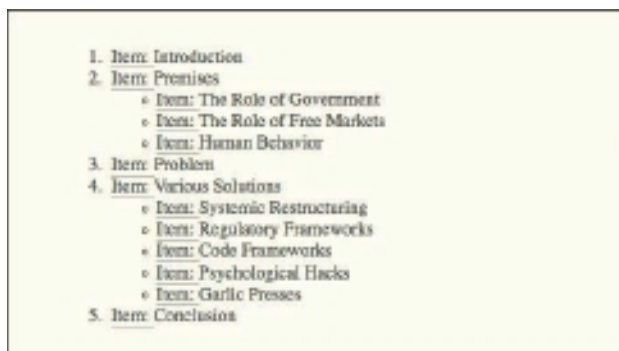 1. Item: Introduction
2. Item: Premises
◦ Item: The Role of Government
◦ Item: The Role of Free Markets
◦ Item: Human Behavior
3. Item: Problem
4. Item: Various Solutions
◦ Item: Systemic Restructuring
◦ Item: Regulatory Frameworks
◦ Item: Code Frameworks
◦ Item: Psychological Hacks
◦ Item: Garlic Presses
5. Item: Conclusion